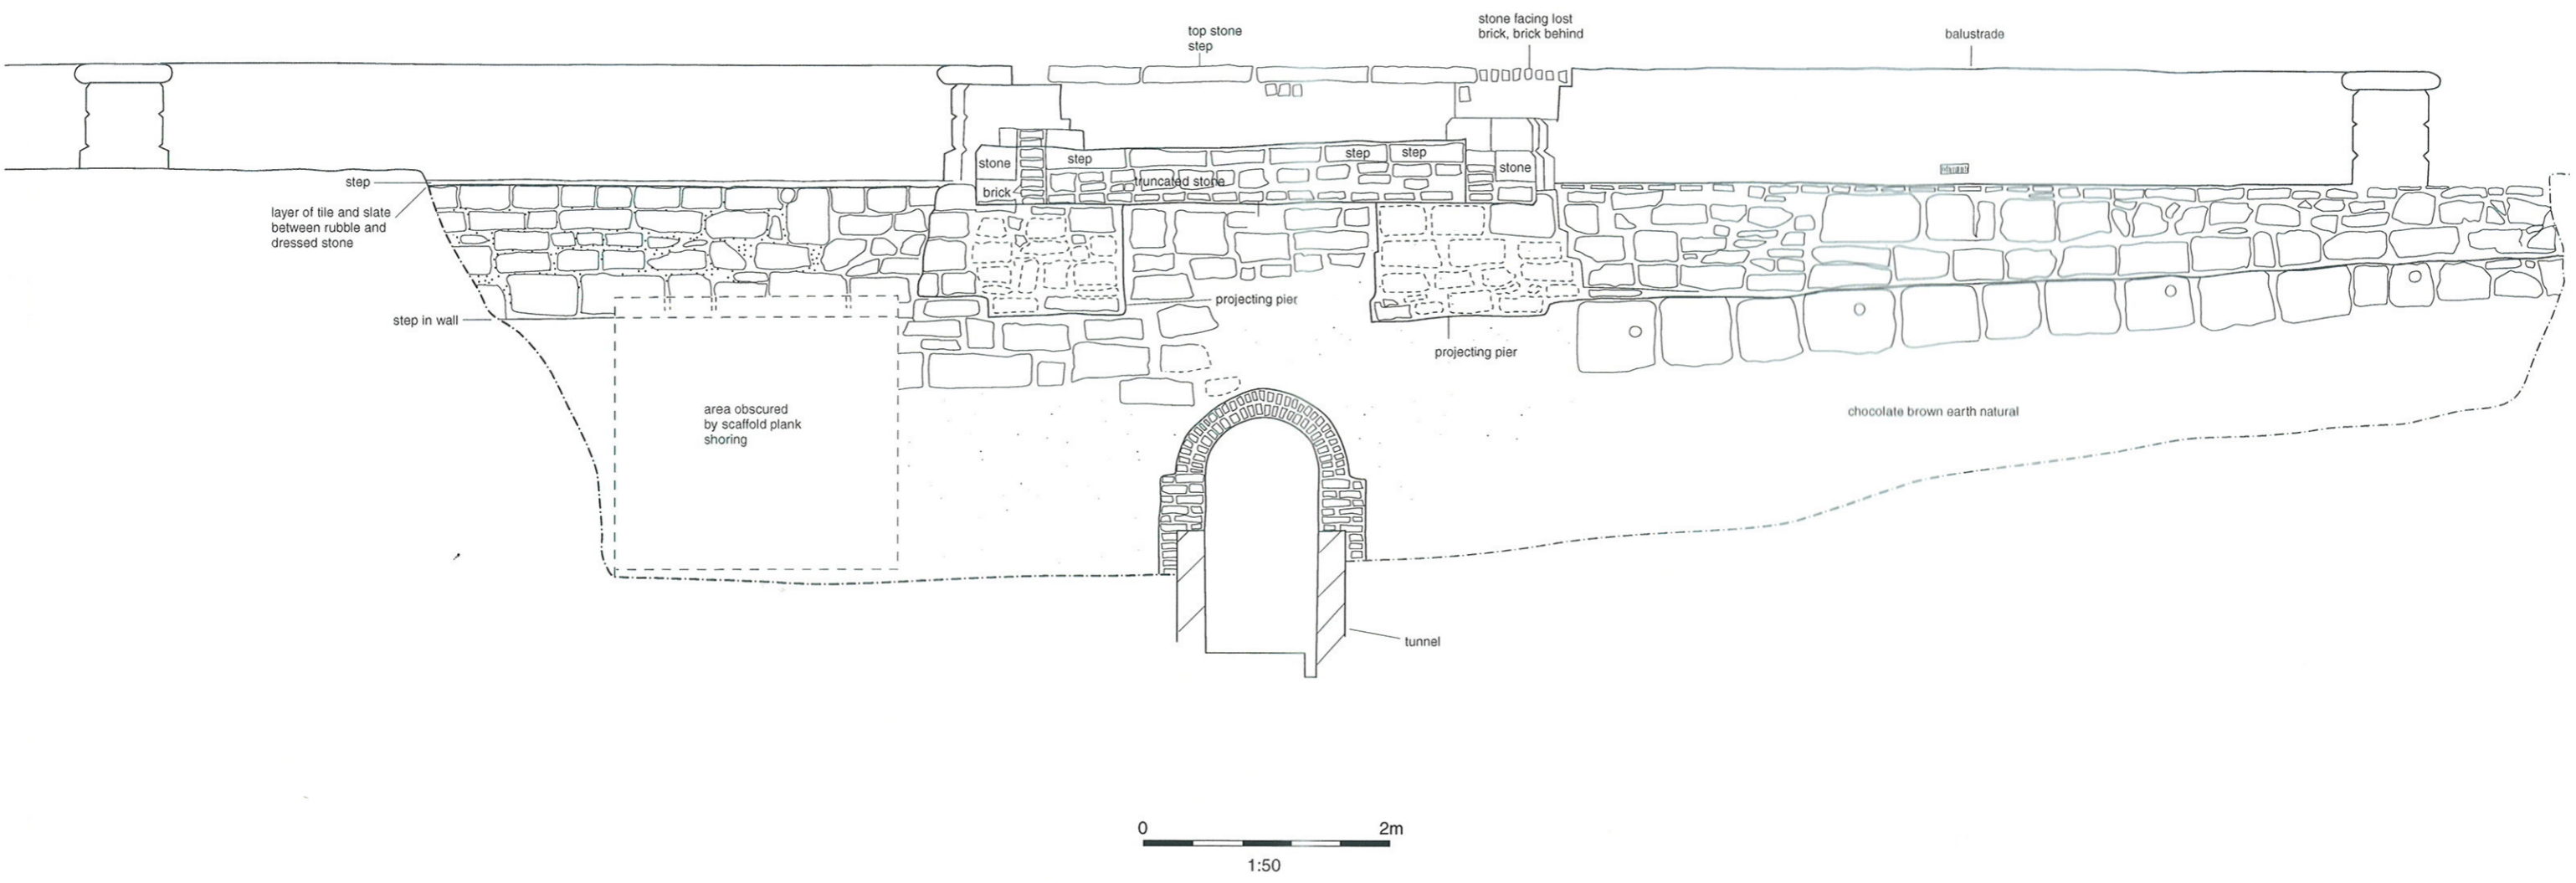 top stone
step
stone facing lost
brick, brick behind
balustrade
stone
brick
step
truncated stone
step
step
stone
step
layer of tile and slate
between rubble and
dressed stone
step in wall
projecting pier
projecting pier
area obscured
by scaffold plank
shoring
chocolate brown earth natural
tunnel
0
2m
1:50